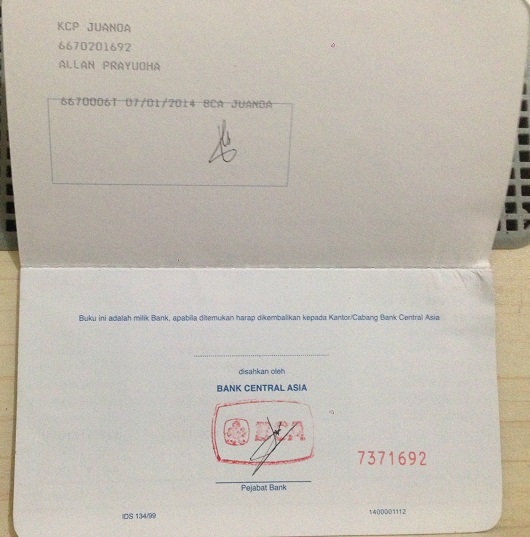 KCP JUANDA
6670201692
ALLAN PRAYUDHA
6670006T 07/01/2014 BCA JUANDA
Buku ini adalah milik Bank, apabila ditemukan harap dikembalikan kepada Kantor/Cabang Bank Central Asia
disahkan oleh
BANK CENTRAL ASIA
BCA
7371692
Pejabat Bank
IDS 134/99
1400001112